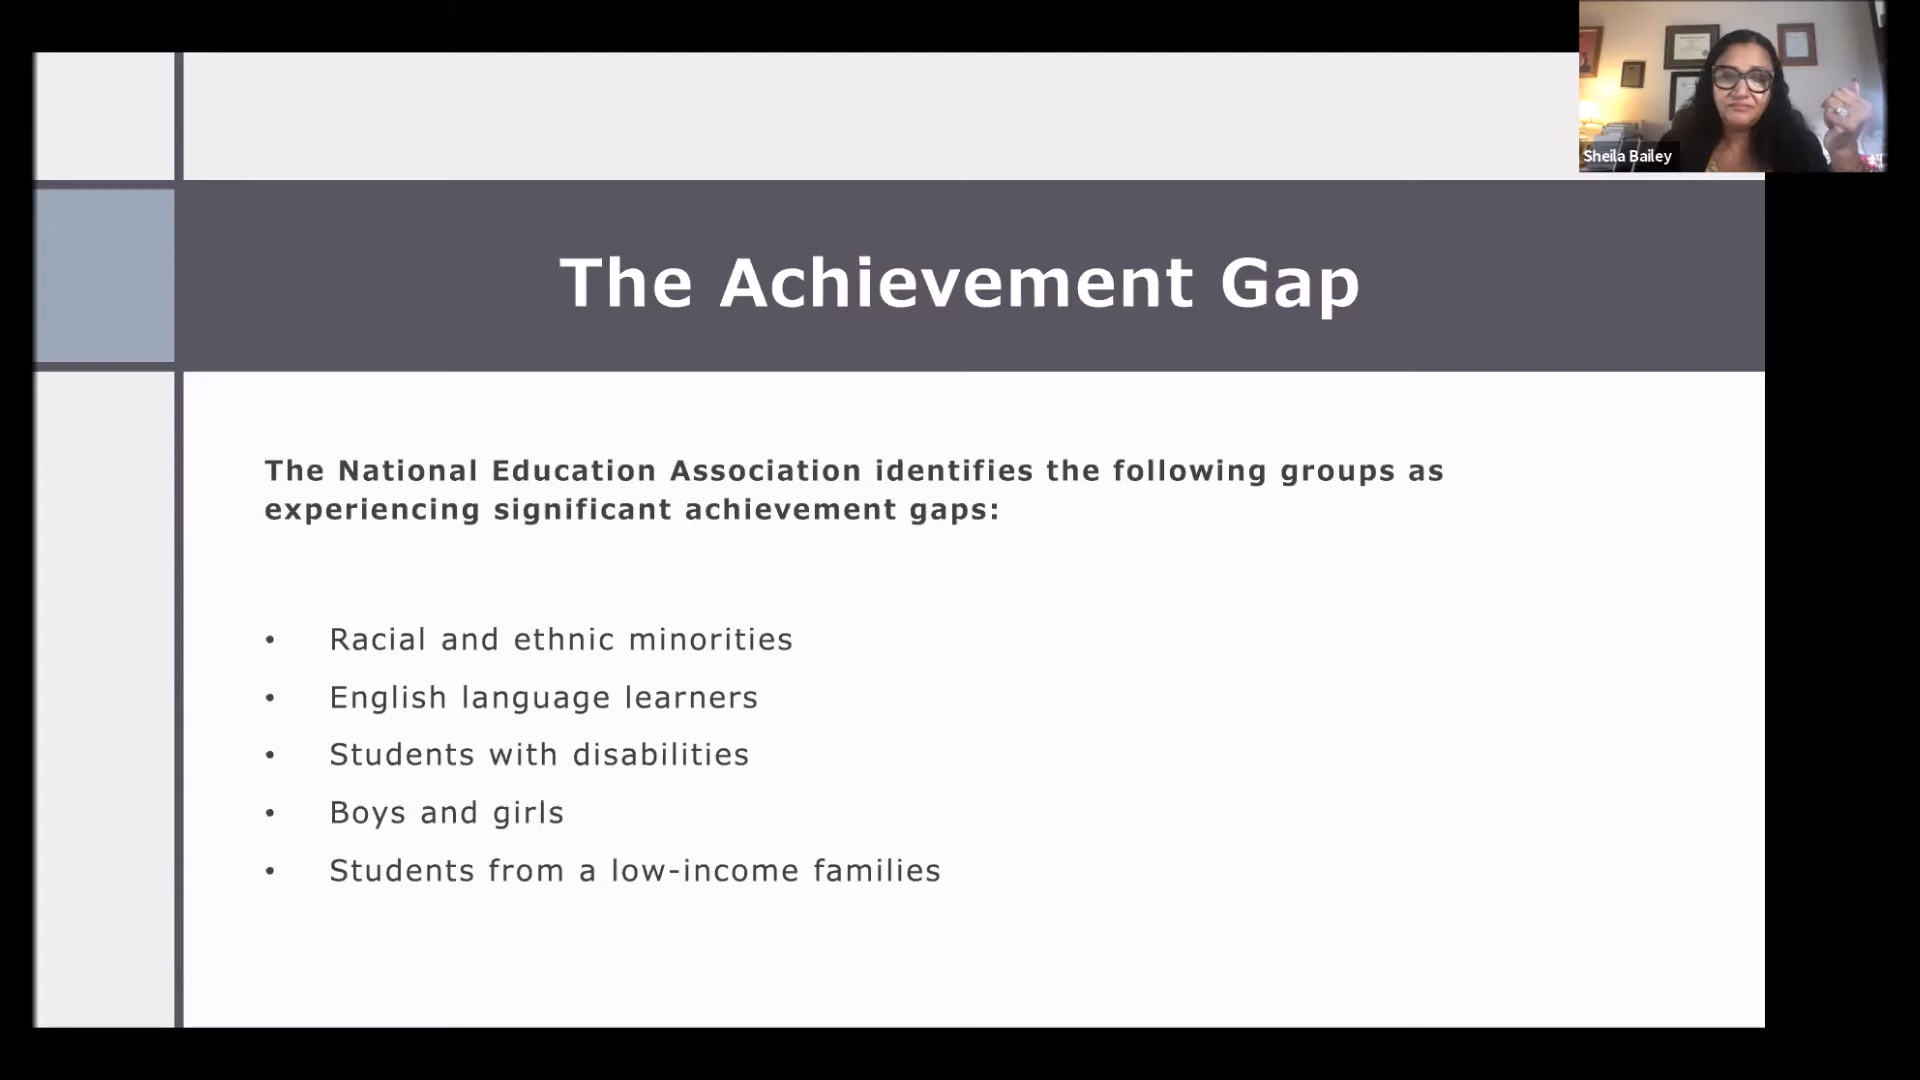 Sheila Bailey
The Achievement Gap
The National Education Association identifies the following groups as
experiencing significant achievement gaps:
• Racial and ethnic minorities
• English language learners
• Students with disabilities
• Boys and girls
• Students from a low-income families